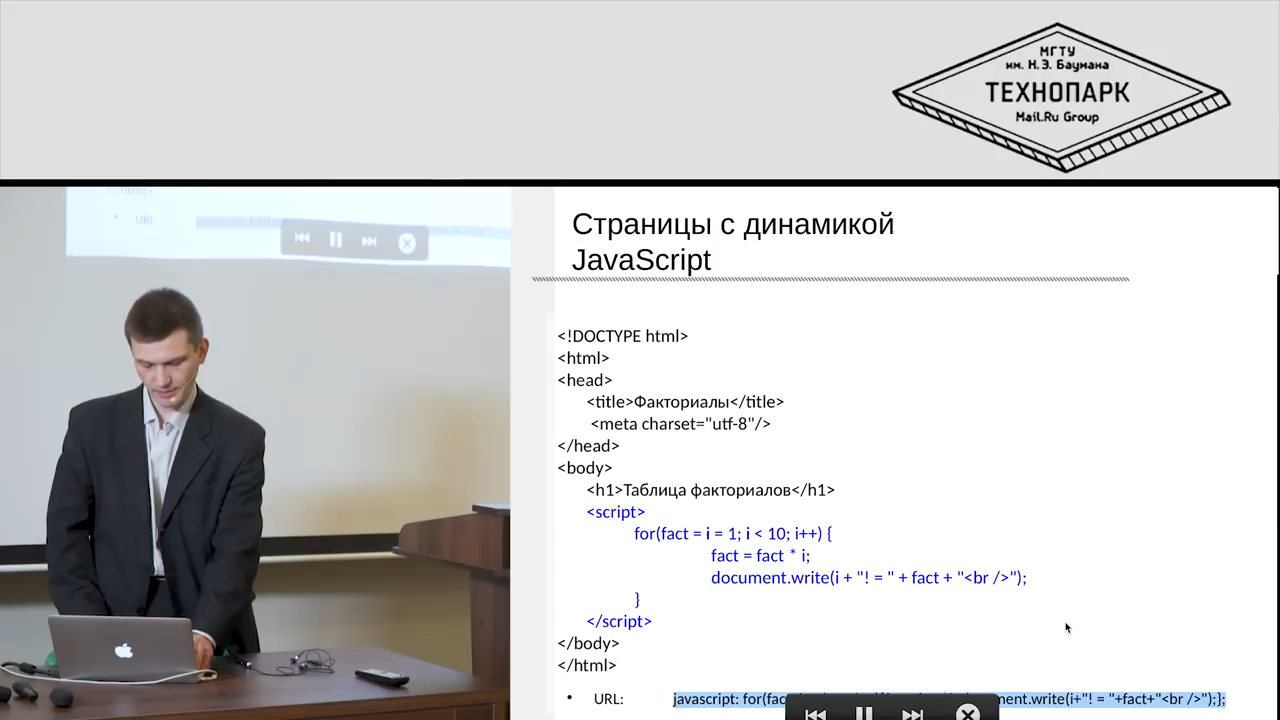 МГТУ
им. Н.Э. Баумана
ТЕХНОПАРК
Mail.Ru Group
URL:
Страницы с динамикой
JavaScript
<!DOCTYPE html>
<html>
<head>
<title>Факториалы</title>
<meta charset="utf-8"/>
</head>
<body>
<h1>Таблица факториалов</h1>
<script>
for(fact = i = 1; i < 10; i++) {
fact = fact * i;
document.write(i + "! = " + fact + "<br />");
}
</script>
</body>
</html>
• URL: javascript: for(fac ment.write(i+"! = "+fact+"<br />");};